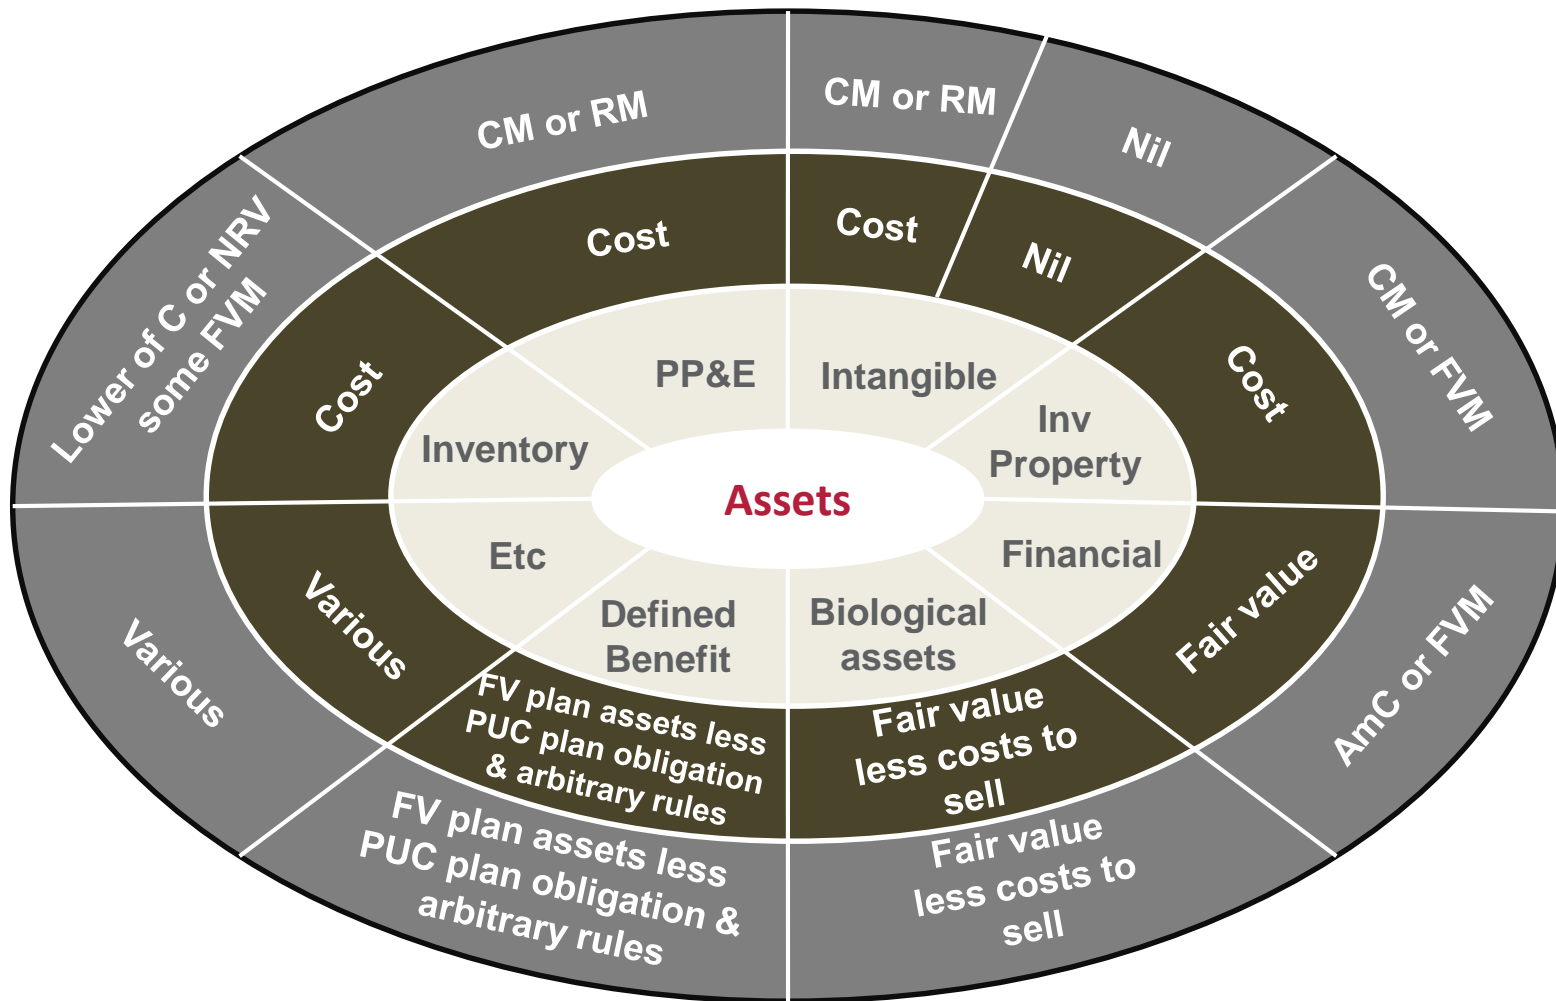 CM or RM
CM or RM
Nil
Lower of C or NRV
some FVM
Cost
Cost
Nil
CM or FVM
Cost
Cost
PP&E
Intangible
Inventory
Inv
Property
Assets
Etc
Financial
Defined
Benefit
Biological
assets
Various
Various
Fair value
AmC or FVM
FV plan assets less
PUC plan obligation
& arbitrary rules
Fair value
less costs to
sell
FV plan assets less
PUC plan obligation &
arbitrary rules
Fair value
less costs to
sell